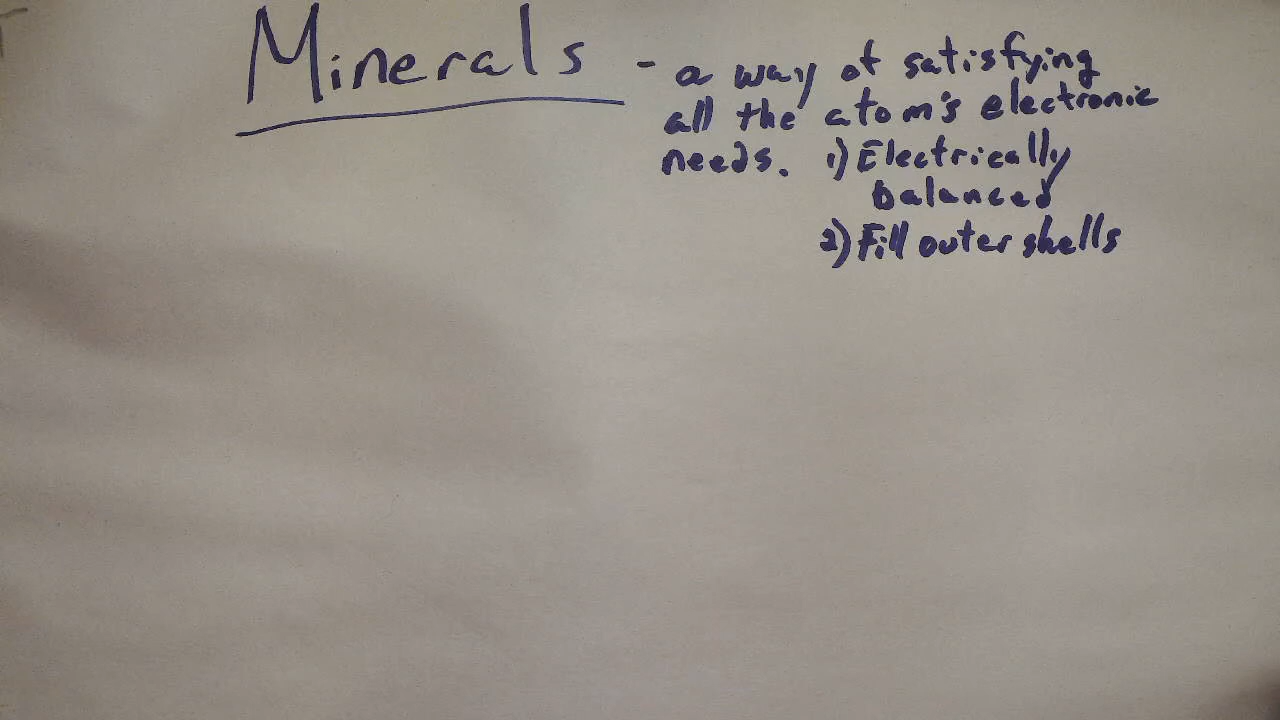 Minerals - a way of satisfying
all the atom's electronic
needs. 1) Electrically
balanced
2) Fill outer shells